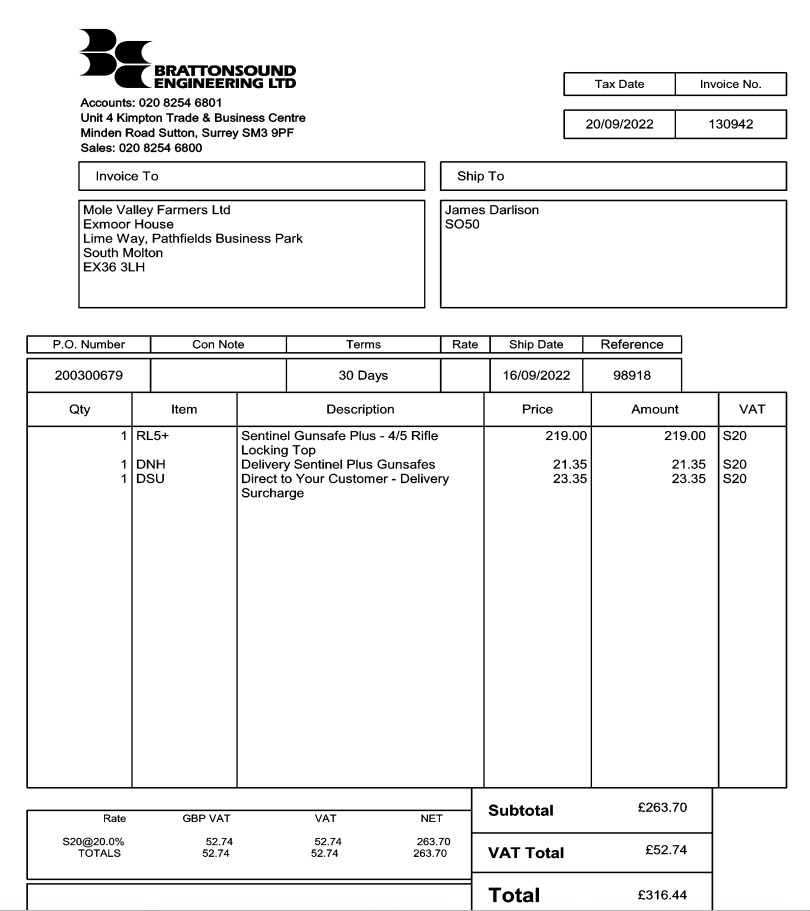 BRATTONSOUND
ENGINEERING LTD
Accounts: 020 8254 6801
Unit 4 Kimpton Trade & Business Centre
Minden Road Sutton, Surrey SM3 9PF
Sales: 020 8254 6800
Tax Date Invoice No.
20/09/2022 130942
Invoice To
Mole Valley Farmers Ltd
Exmoor House
Lime Way, Pathfields Business Park
South Molton
EX36 3LH
Ship To
James Darlison
SO50
P.O. Number Con Note Terms Rate Ship Date Reference
200300679 30 Days 16/09/2022 98918
Qty Item Description Price Amount VAT
1 RL5+ Sentinel Gunsafe Plus - 4/5 Rifle 219.00 219.00 S20
Locking Top
1 DNH Delivery Sentinel Plus Gunsafes 21.35 21.35 S20
1 DSU Direct to Your Customer - Delivery 23.35 23.35 S20
Surcharge
Rate GBP VAT VAT NET
S20@20.0% 52.74 52.74 263.70
TOTALS 52.74 52.74 263.70
Subtotal £263.70
VAT Total £52.74
Total £316.44